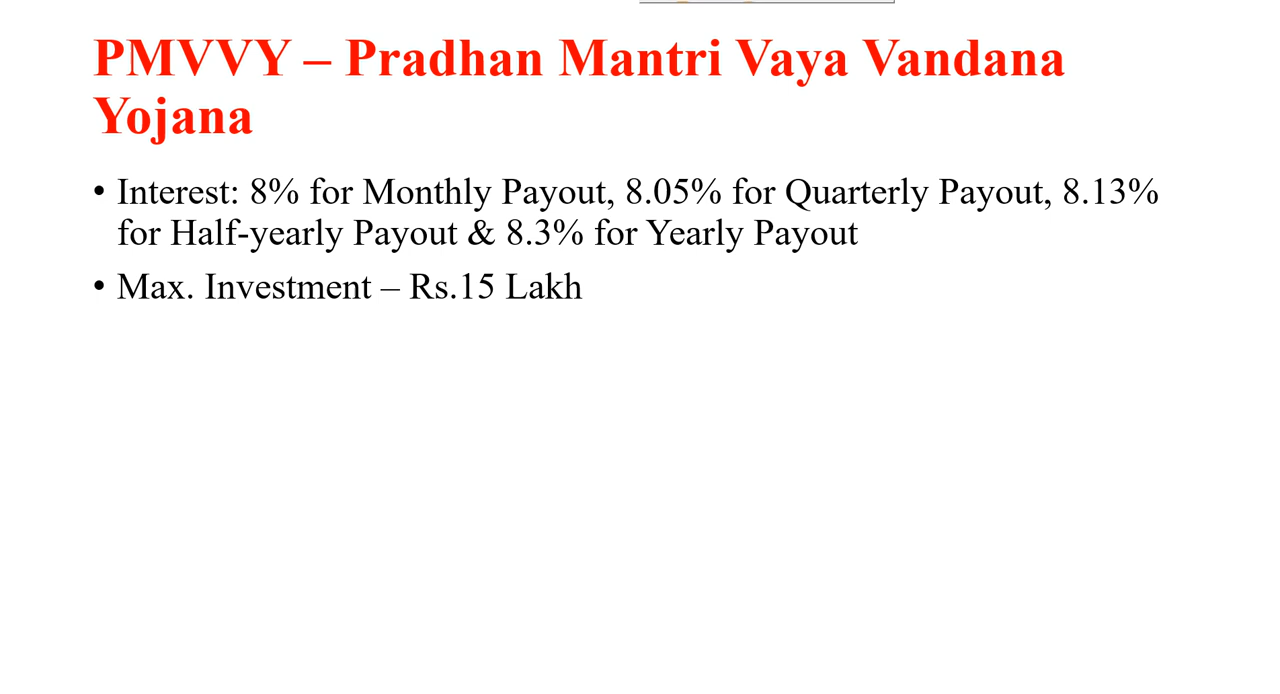 PMVVY – Pradhan Mantri Vaya Vandana
Yojana
• Interest: 8% for Monthly Payout, 8.05% for Quarterly Payout, 8.13%
for Half-yearly Payout & 8.3% for Yearly Payout
• Max. Investment – Rs.15 Lakh